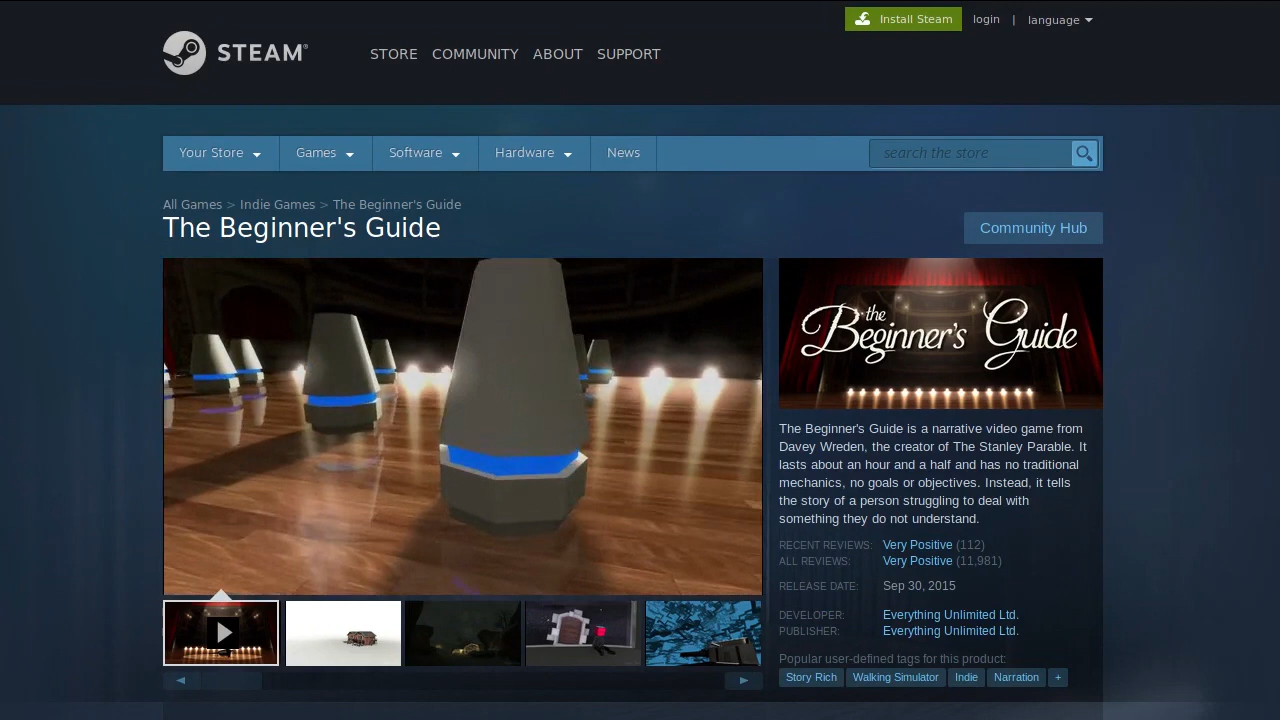 Install Steam
login | language
STEAM®
STORE COMMUNITY ABOUT SUPPORT
Your Store Games Software Hardware News
search the store
All Games > Indie Games > The Beginner's Guide
The Beginner's Guide
Community Hub
the
Beginner's Guide
The Beginner's Guide is a narrative video game from
Davey Wreden, the creator of The Stanley Parable. It
lasts about an hour and a half and has no traditional
mechanics, no goals or objectives. Instead, it tells
the story of a person struggling to deal with
something they do not understand.
RECENT REVIEWS: Very Positive (112)
ALL REVIEWS: Very Positive (11,981)
RELEASE DATE: Sep 30, 2015
DEVELOPER: Everything Unlimited Ltd.
PUBLISHER: Everything Unlimited Ltd.
Popular user-defined tags for this product:
Story Rich Walking Simulator Indie Narration +